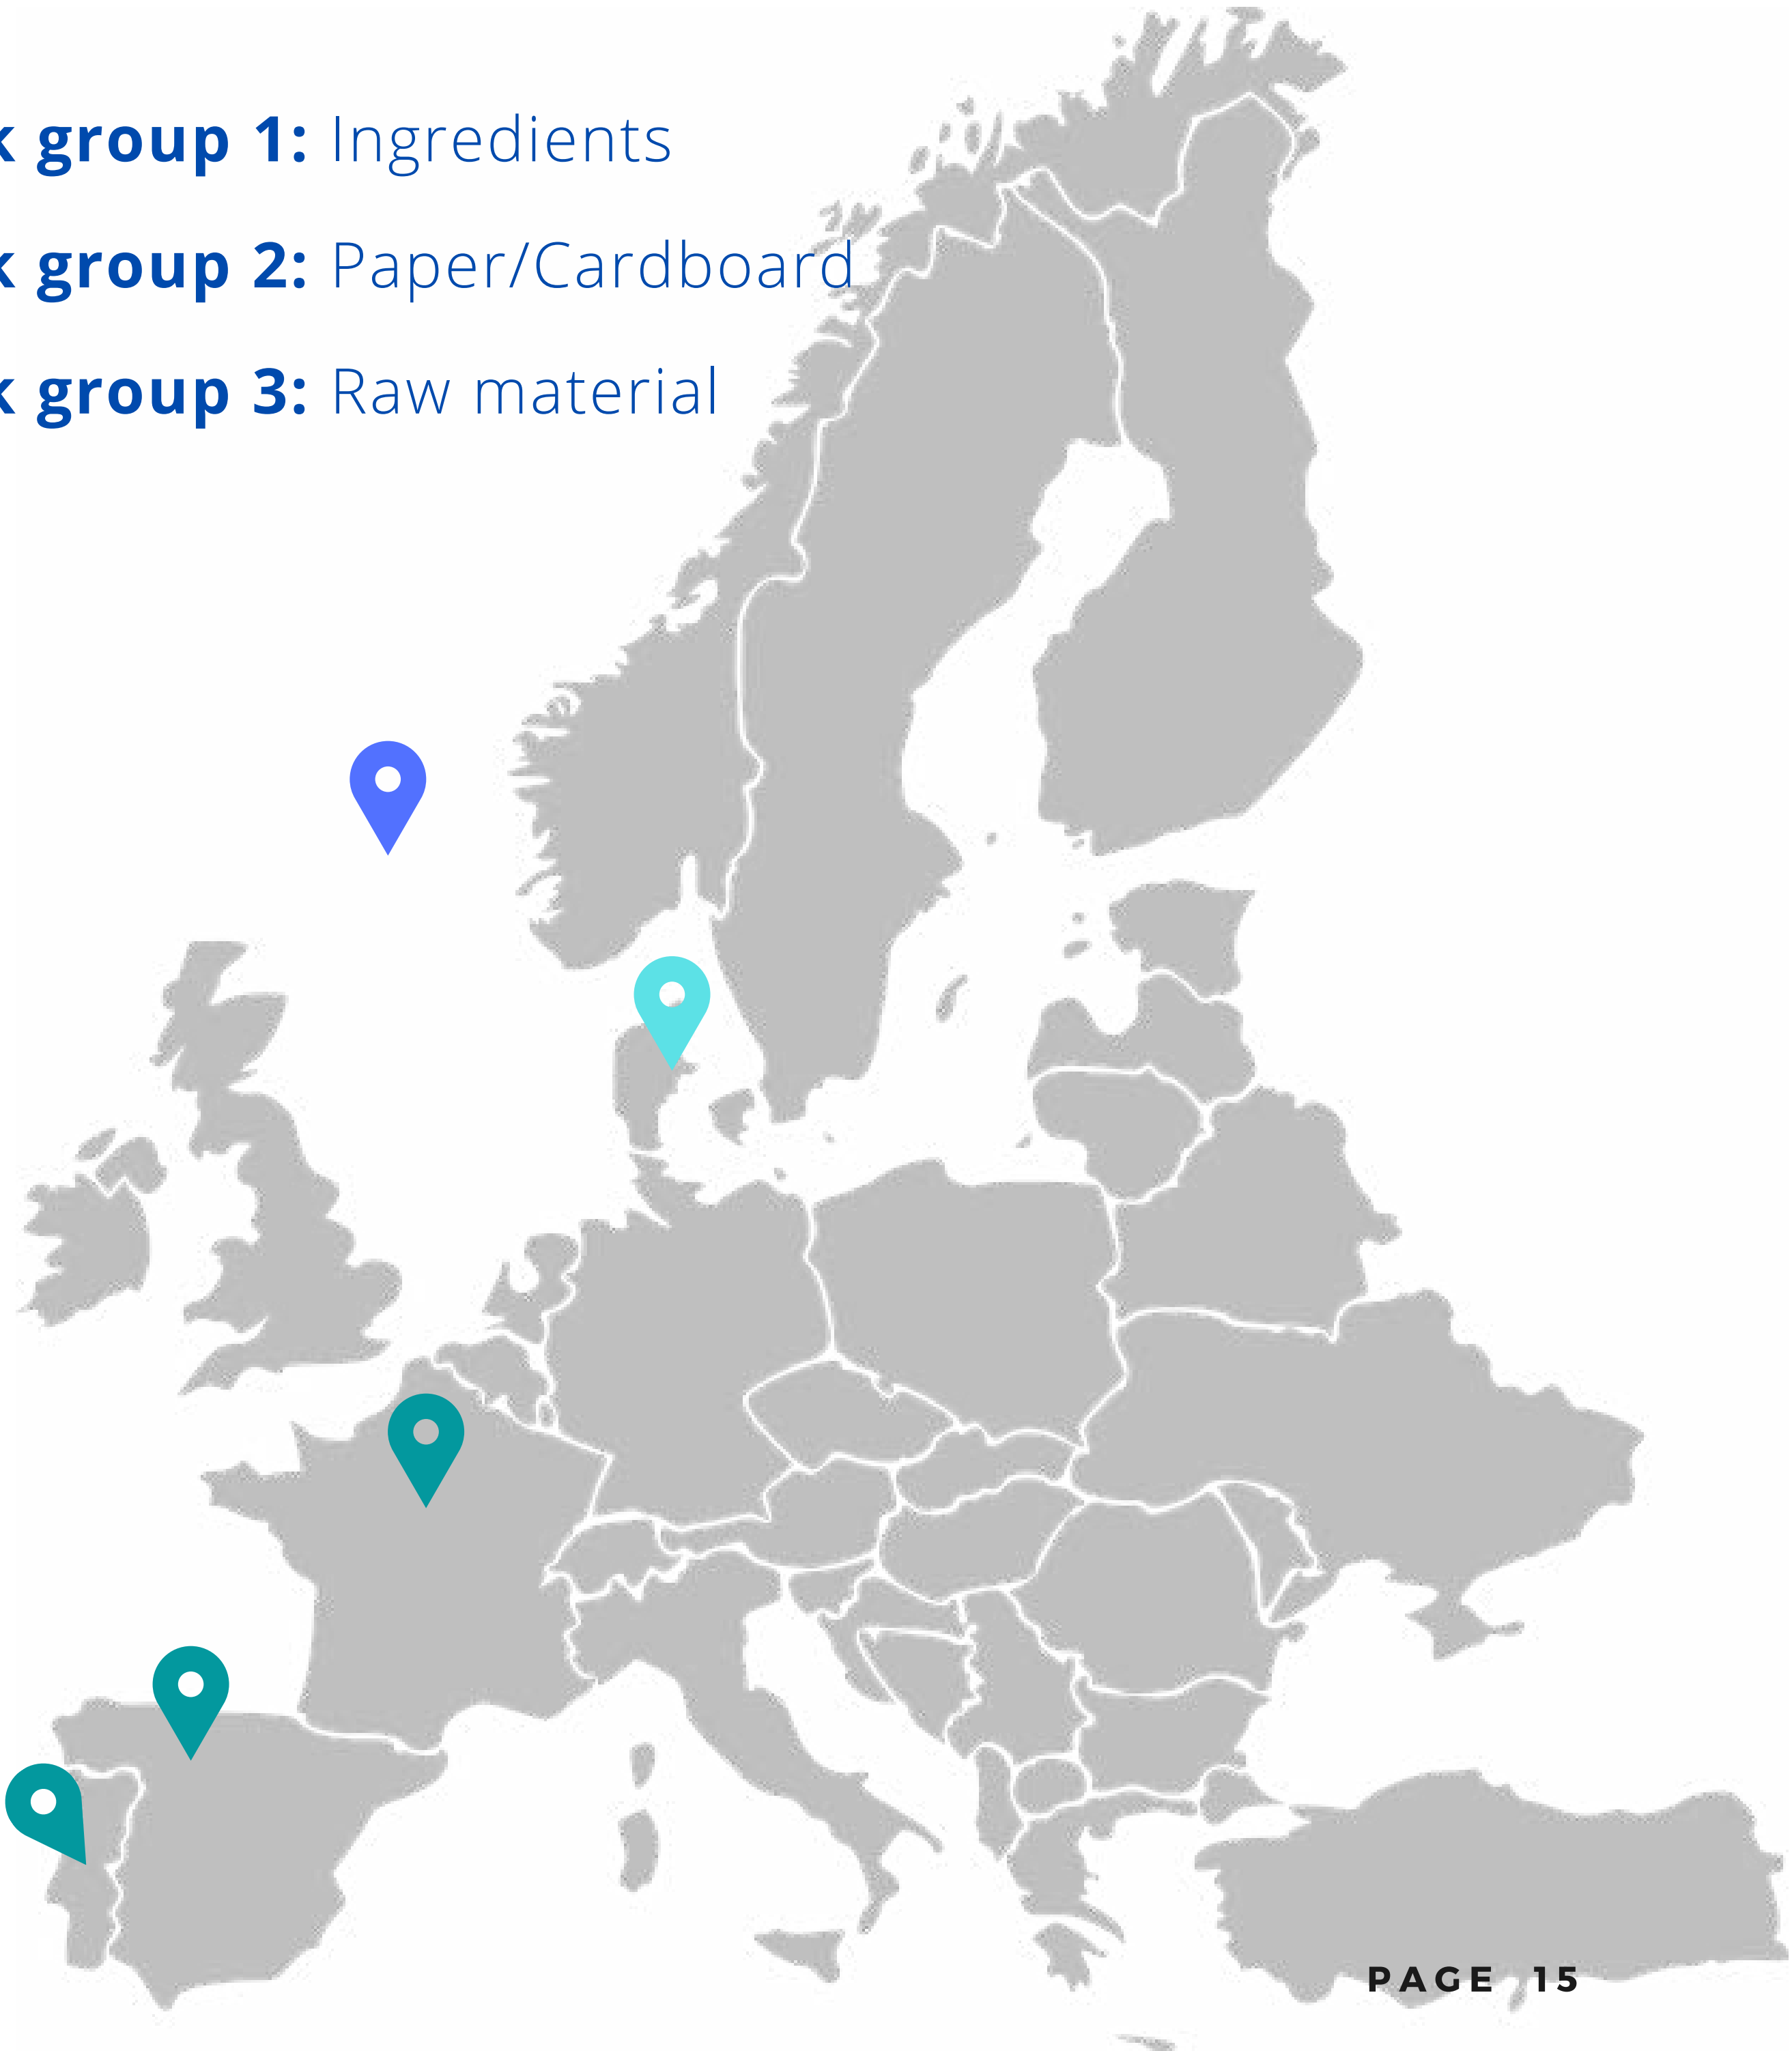 k group 1: Ingredients
k group 2: Paper/Cardboard
k group 3: Raw material
PAGE 15